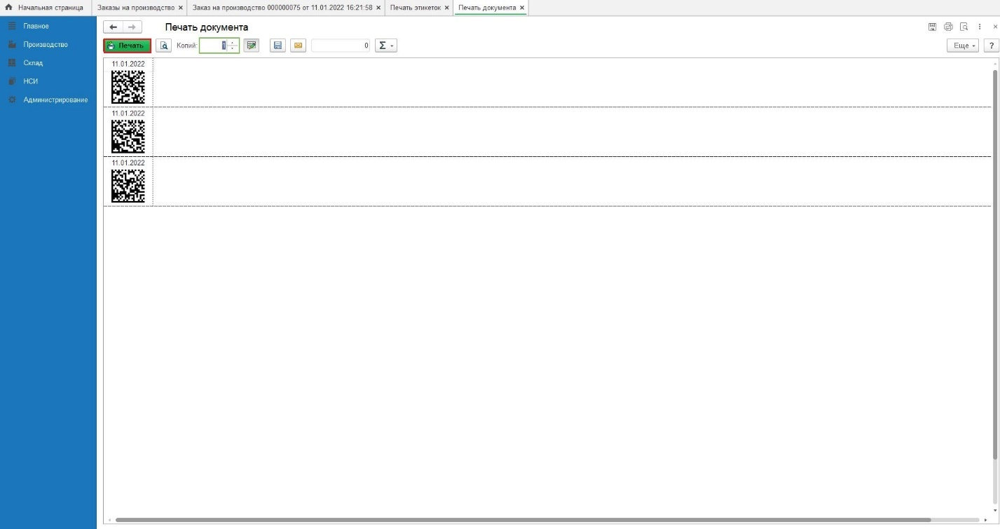 Начальная страница
Заказы на производство ×
Заказ на производство 000000075 от 11.01.2022 16:21:58 ×
Печать этикеток ×
Печать документа ×
Главное
Производство
Склад
НСИ
Администрирование
Печать документа
Печать
Копий: 1
0
Σ
Еще
?
11.01.2022
11.01.2022
11.01.2022